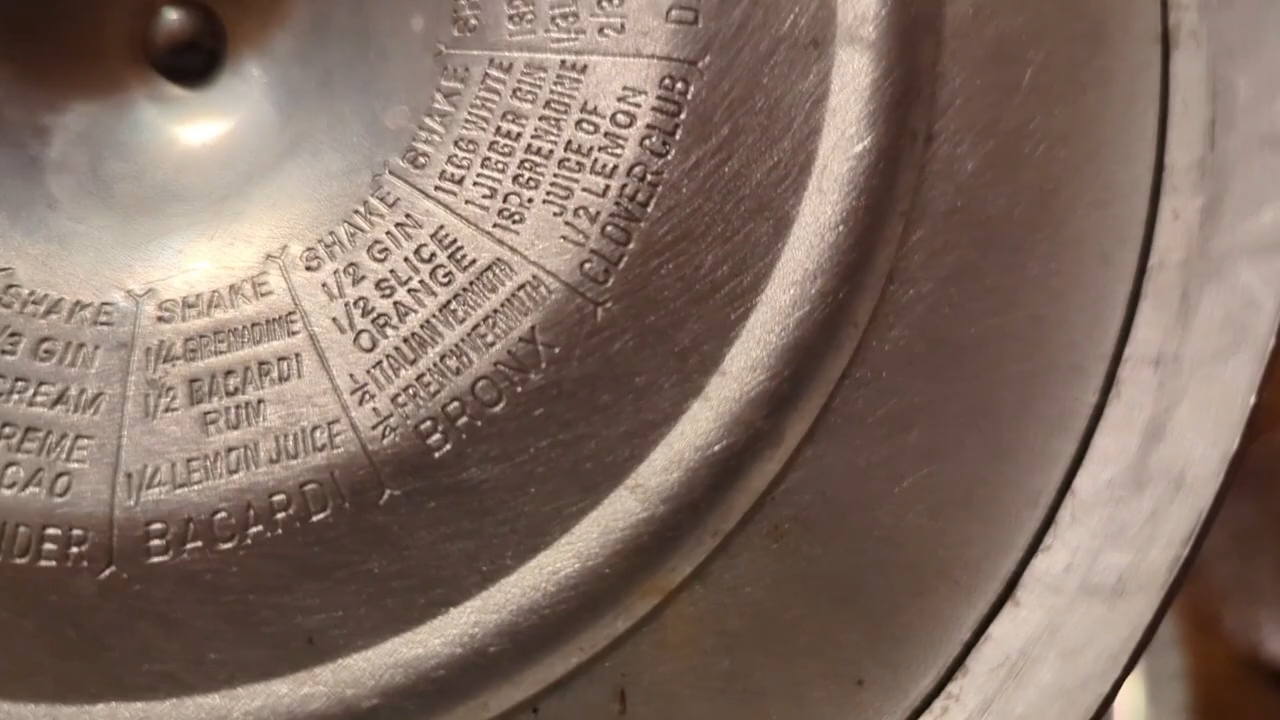 SHAKE
/3 GIN
CREAM
REME
CAO
NDER
SHAKE
1/4 GRENADINE
1/2 BACARDI
RUM
1/4 LEMON JUICE
BACARDI
SHAKE
1/2 GIN
1/2 SLICE
ORANGE
1/4 ITALIAN VERMOUTH
1/4 FRENCH VERMOUTH
BRONX
SHAKE
1 EGG WHITE
1 JIGGER GIN
1 SP. GRENADINE
JUICE OF
1/2 LEMON
CLOVER CLUB